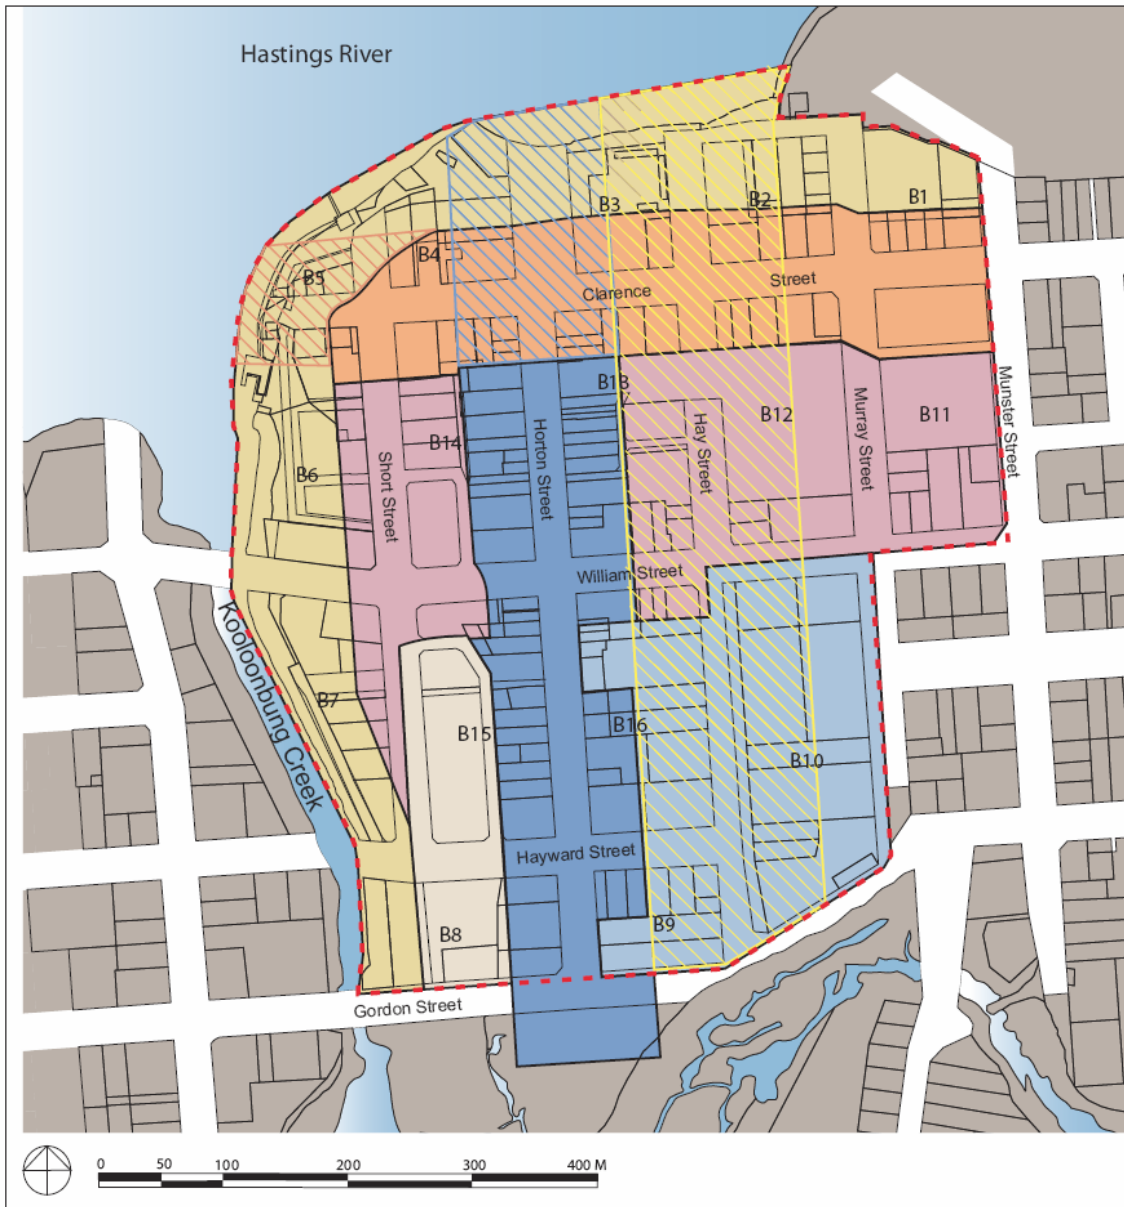 Hastings River
B1
B2
B3
B4
B5
Clarence
Street
B13
B12
B11
B14
B6
Short Street
Horton Street
Hay Street
Murray Street
Munster Street
William Street
Kooloonbung Creek
B7
B15
B16
B10
Hayward Street
B9
B8
Gordon Street
0 50 100 200 300 400 M